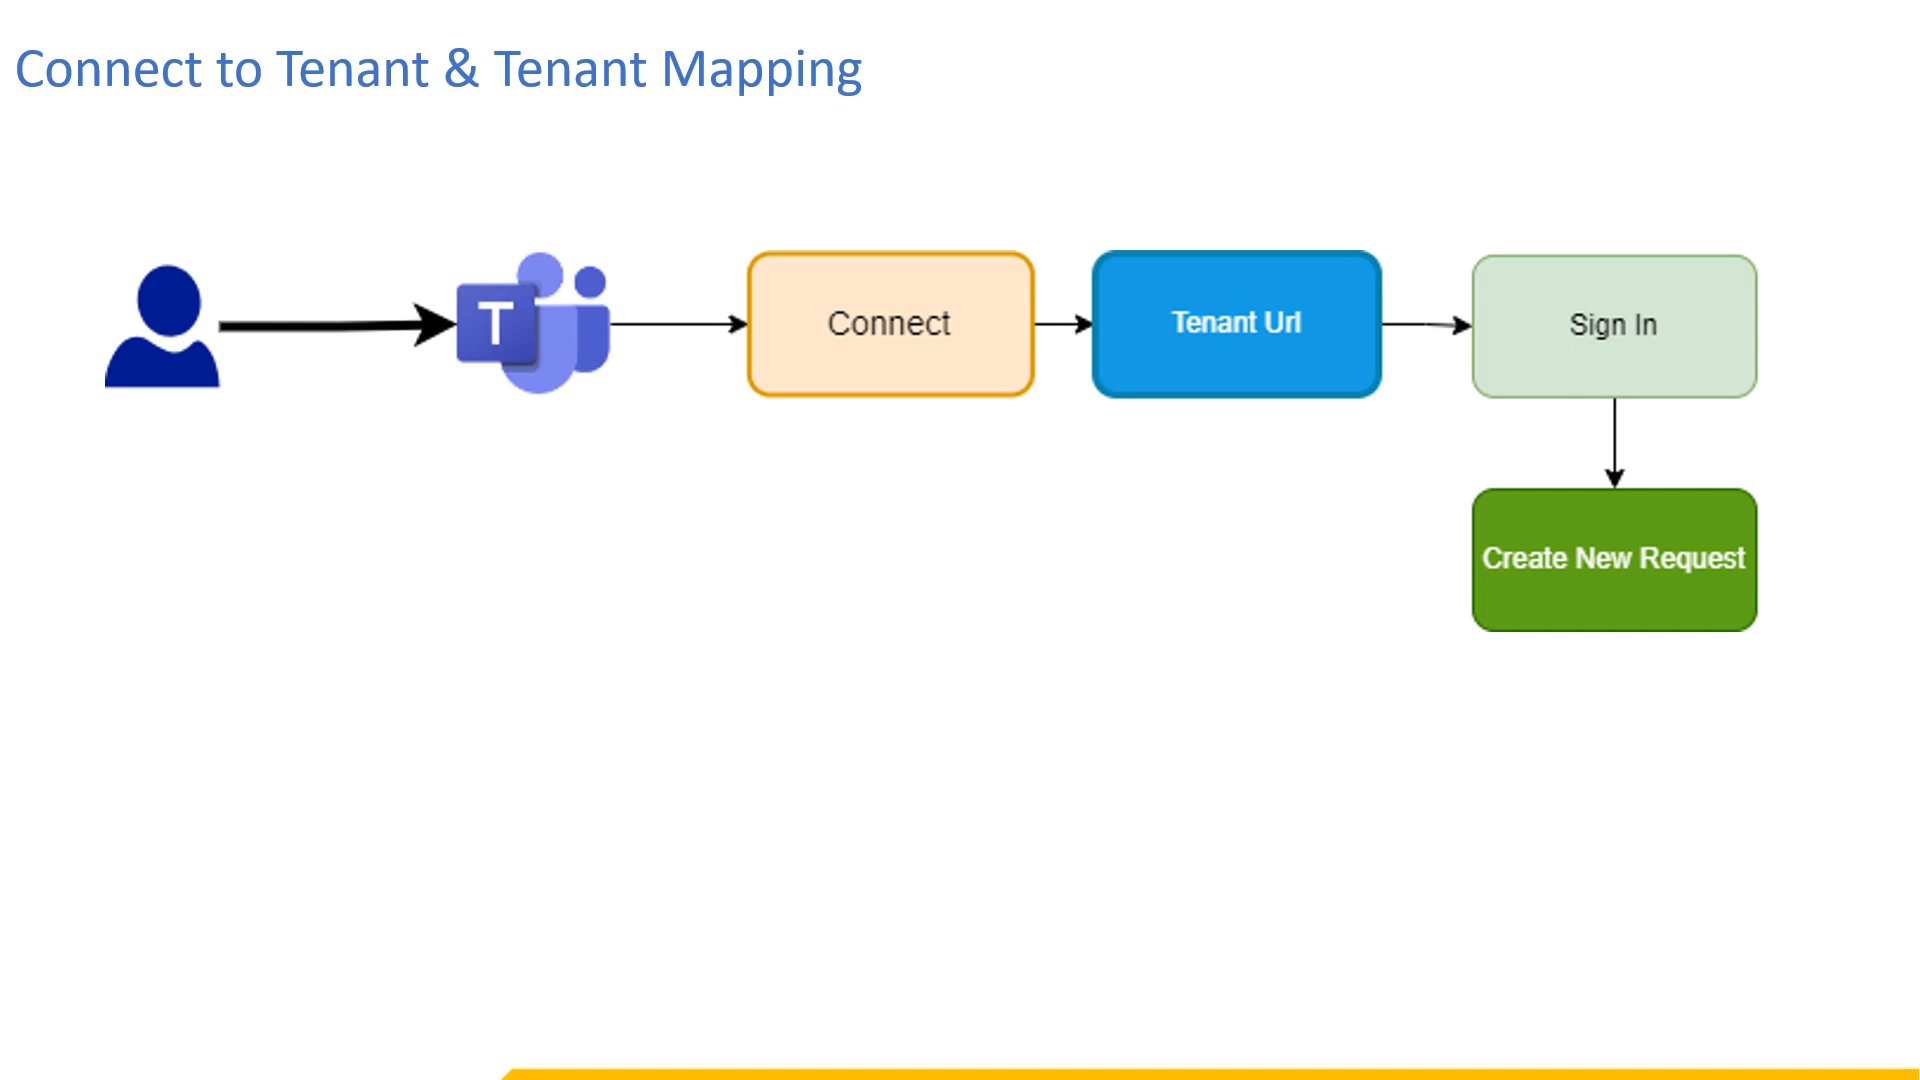 Connect to Tenant & Tenant Mapping
T
Connect
Tenant Url
Sign In
Create New Request